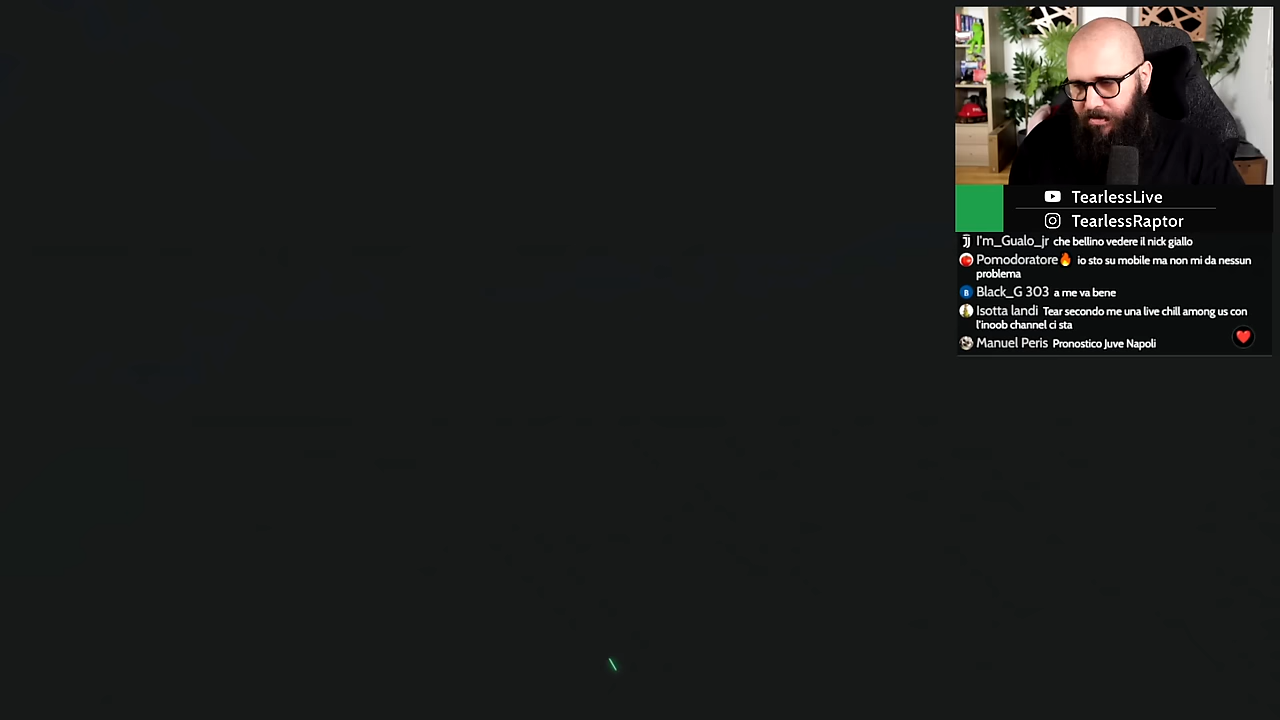 TearlessLive
TearlessRaptor
I'm_Gualo_jr che bellino vedere il nick giallo
Pomodoratore🔥 io sto su mobile ma non mi da nessun
problema
B Black_G 303 a me va bene
Isotta landi Tear secondo me una live chill among us con
l'inoob channel ci sta
Manuel Peris Pronostico Juve Napoli